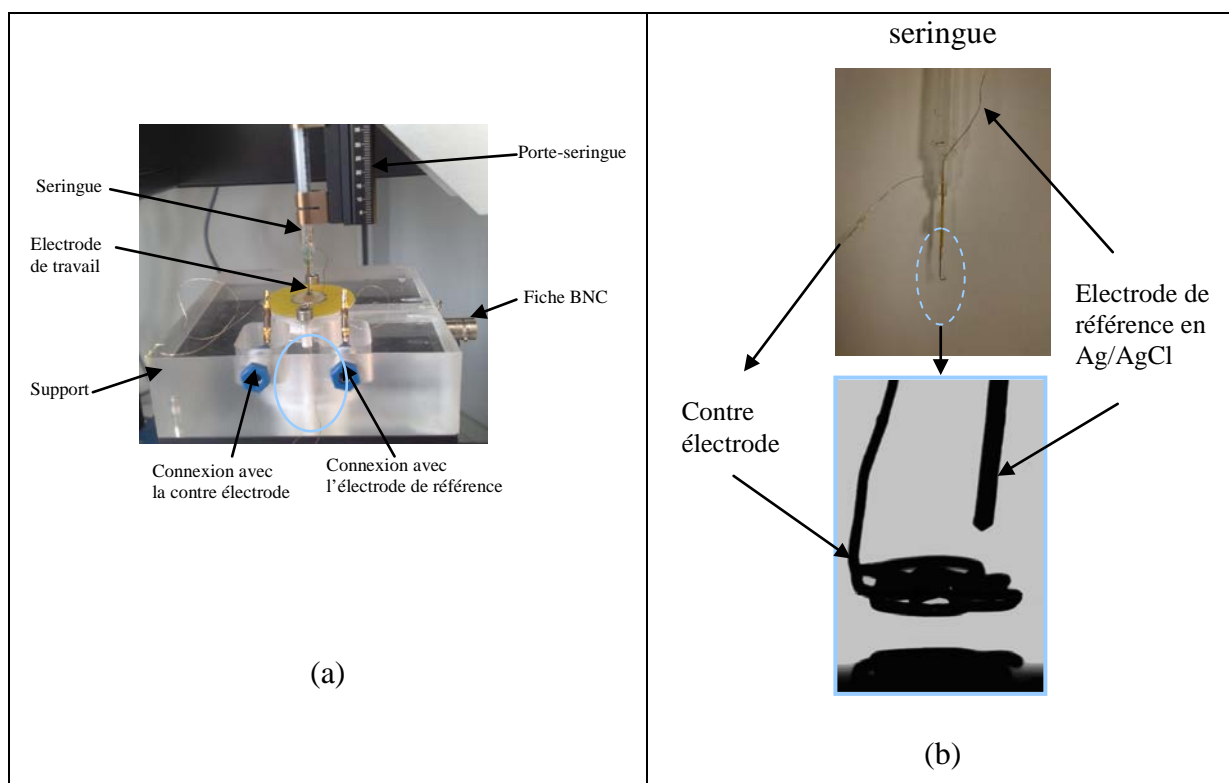 Seringue
Porte-seringue
Electrode
de travail
Fiche BNC
Support
Connexion avec
la contre électrode
Connexion avec
l’électrode de référence
(a)
seringue
Electrode de
référence en
Ag/AgCl
Contre
électrode
(b)